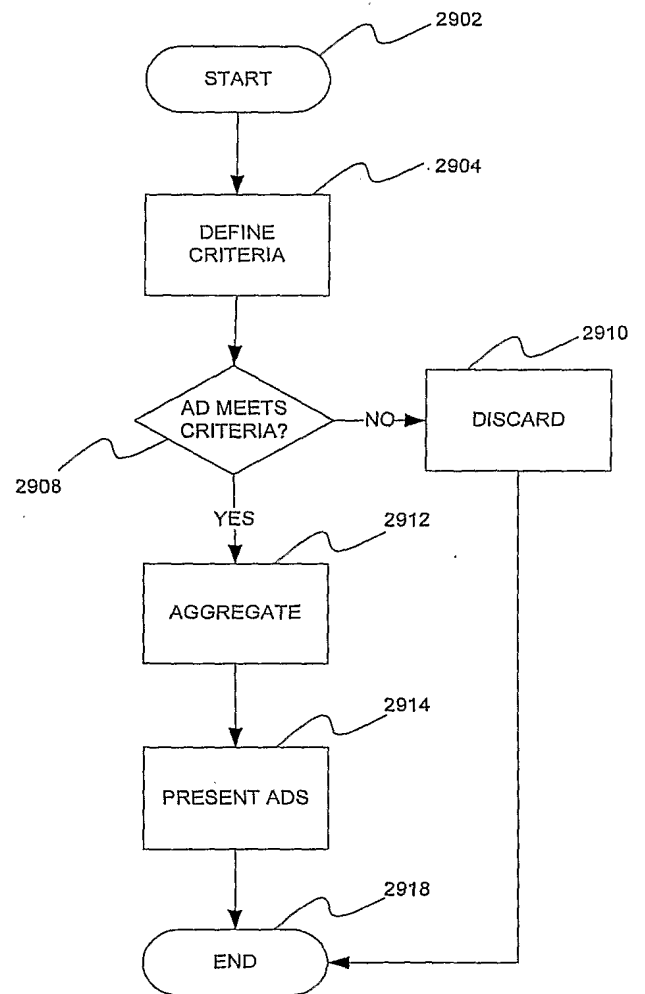 2902
START
2904
DEFINE
CRITERIA
2910
AD MEETS
CRITERIA?
NO
DISCARD
2908
YES
2912
AGGREGATE
2914
PRESENT ADS
2918
END